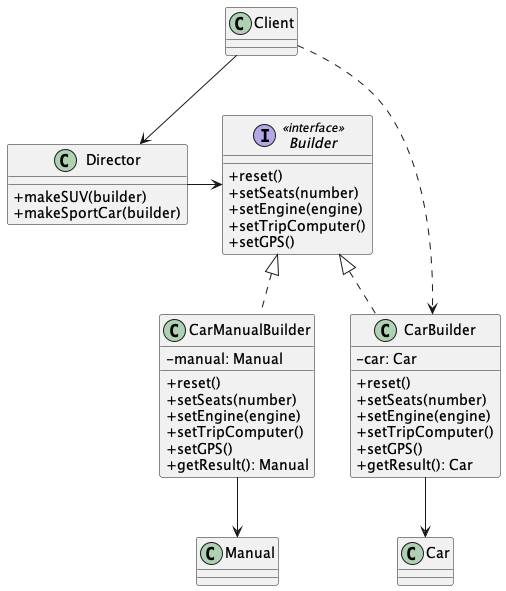 C Client
C Director
+makeSUV(builder)
+makeSportCar(builder)
I «interface»
Builder
+reset()
+setSeats(number)
+setEngine(engine)
+setTripComputer()
+setGPS()
C CarManualBuilder
-manual: Manual
+reset()
+setSeats(number)
+setEngine(engine)
+setTripComputer()
+setGPS()
+getResult(): Manual
C CarBuilder
-car: Car
+reset()
+setSeats(number)
+setEngine(engine)
+setTripComputer()
+setGPS()
+getResult(): Car
C Manual
C Car